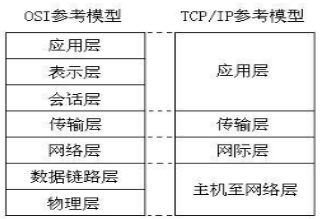 OSI参考模型 TCP/IP参考模型
应用层
表示层
会话层
应用层
传输层 传输层
网络层 网际层
数据链路层
物理层
主机至网络层